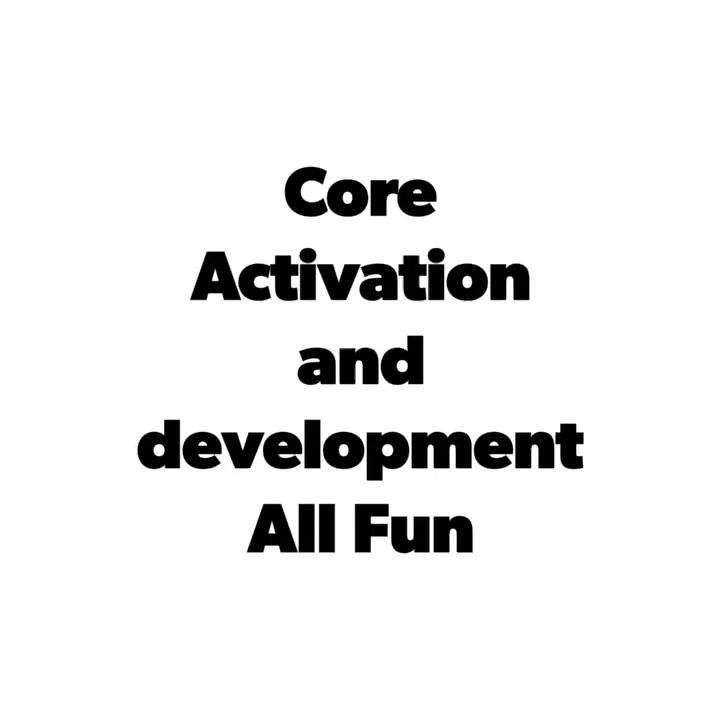 Core
Activation
and
development
All Fun